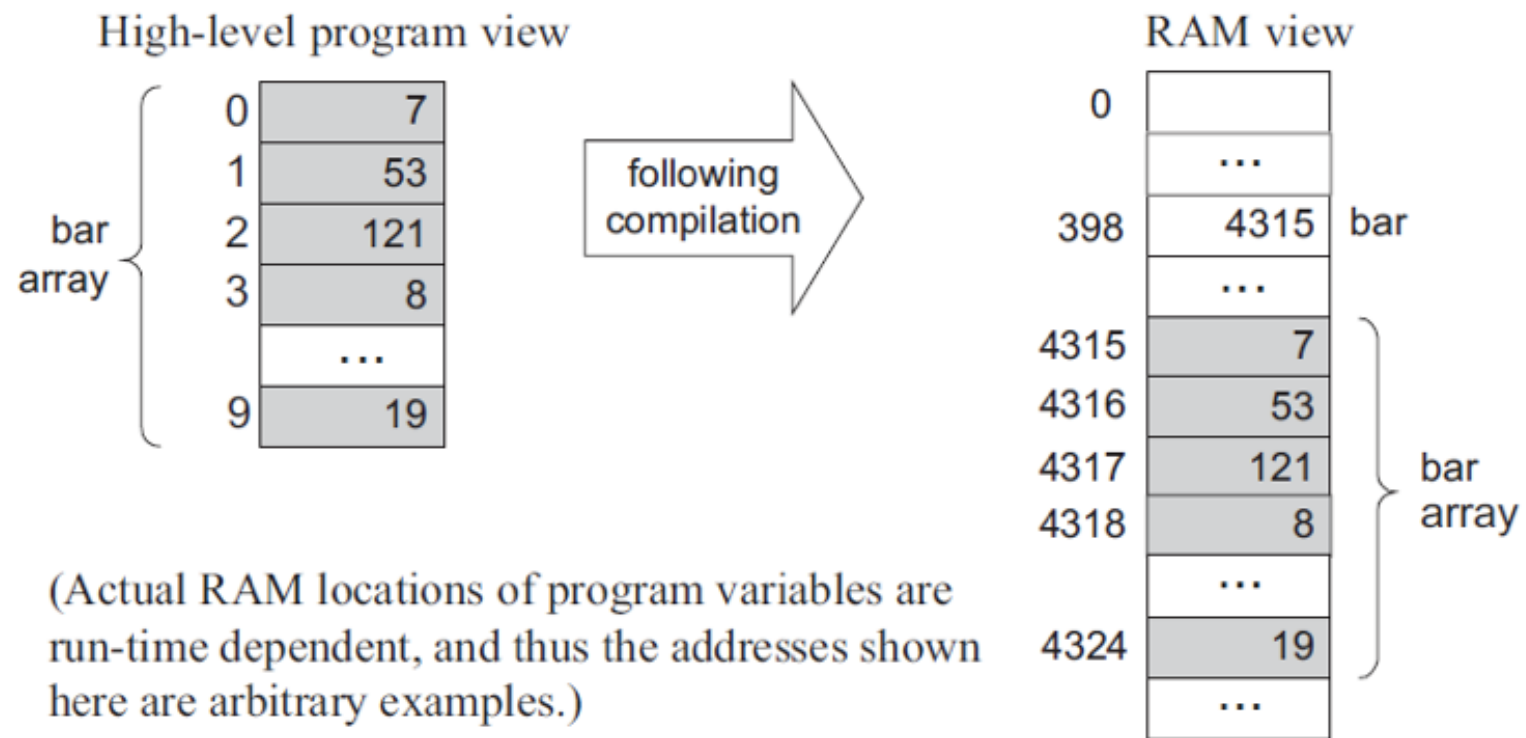 High-level program view
bar
array
0 7
1 53
2 121
3 8
...
9 19
following
compilation
RAM view
0
...
398 4315 bar
...
4315 7
4316 53
4317 121
4318 8
...
4324 19
...
bar
array
(Actual RAM locations of program variables are
run-time dependent, and thus the addresses shown
here are arbitrary examples.)